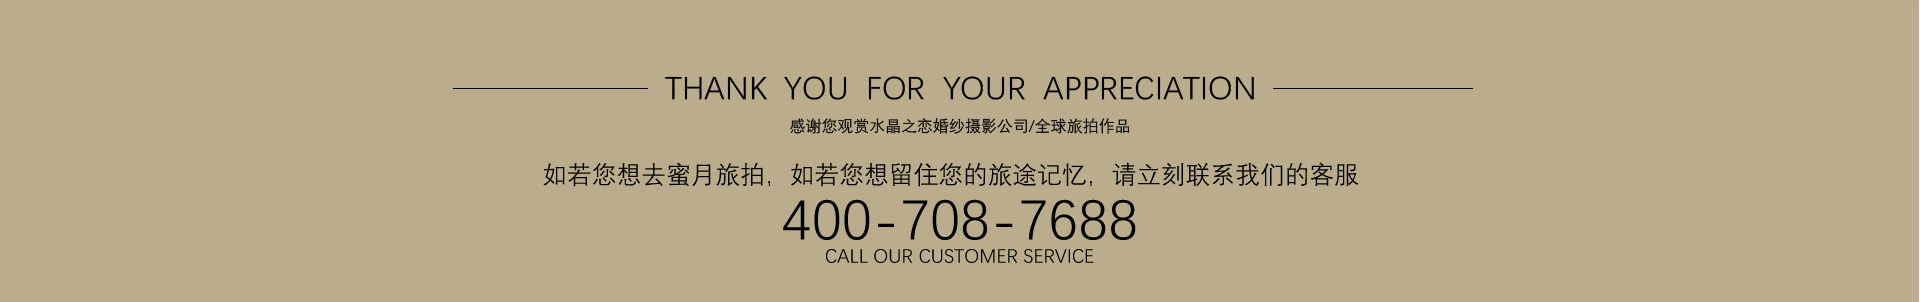 THANK YOU FOR YOUR APPRECIATION
感谢您观赏水晶之恋婚纱摄影公司/全球旅拍作品
如若您想去蜜月旅拍，如若您想留住您的旅途记忆，请立刻联系我们的客服
400-708-7688
CALL OUR CUSTOMER SERVICE